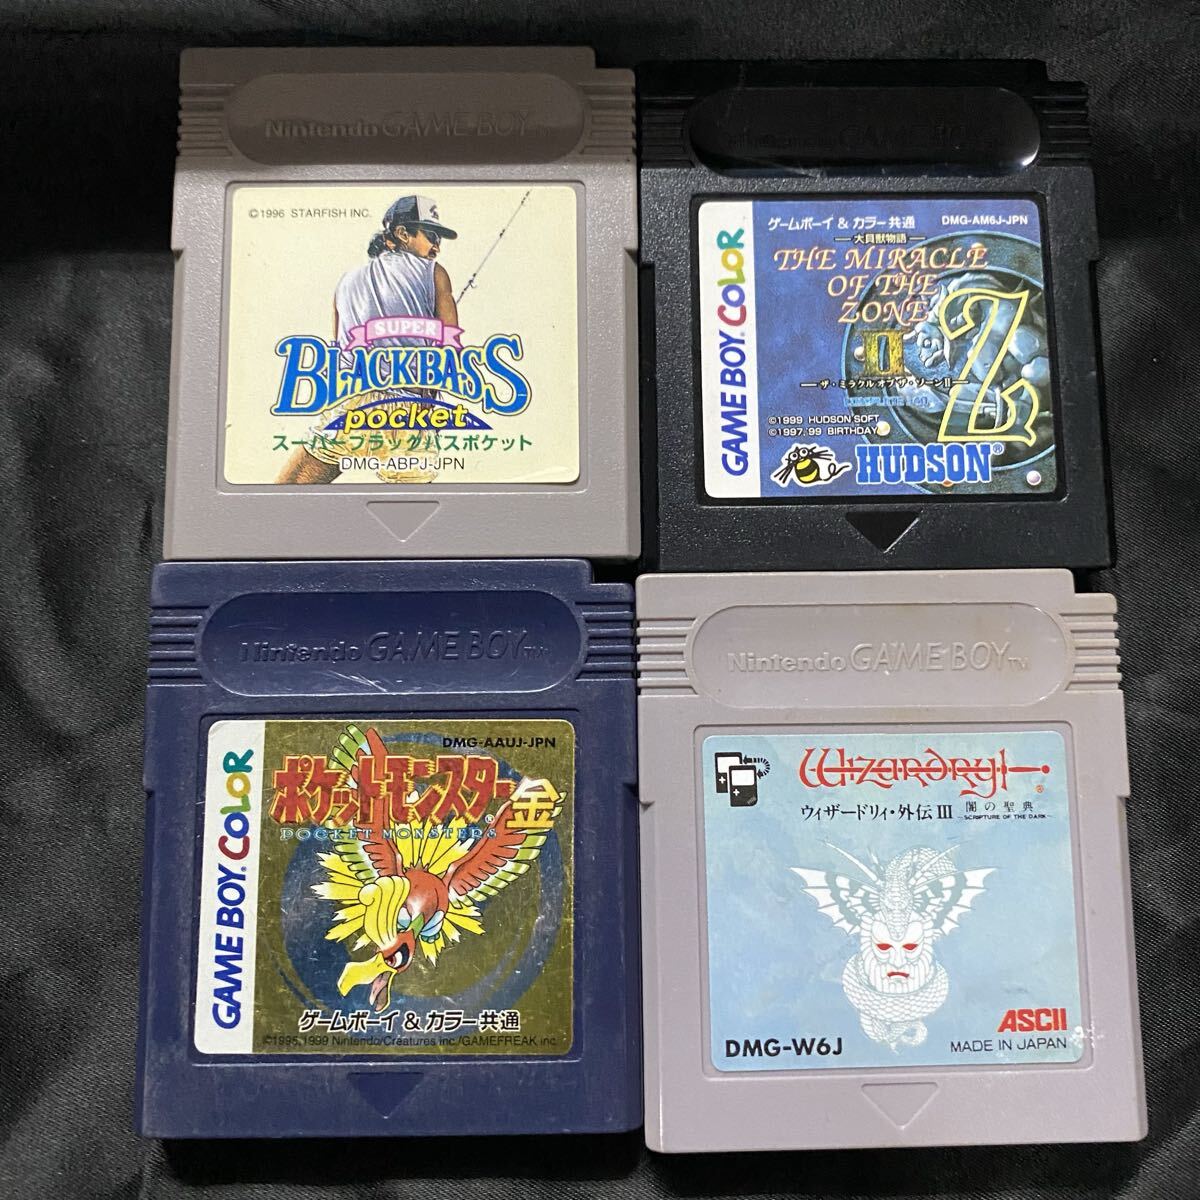 Nintendo GAME BOY TM
©1996 STARFISH INC.
SUPER
BLACKBASS
pocket
スーパーブラックバスポケット
DMG-ABPJ-JPN
GAME BOY COLOR
ゲームボーイ & カラー共通
DMG-AM6J-JPN
大貝獣物語
THE MIRACLE
OF THE
ZONE
II
Z
ザ・ミラクル オブ ザ・ゾーンII
©1999 HUDSON SOFT
©1997,99 BIRTHDAY
HUDSON®
Nintendo GAME BOY TM
GAME BOY COLOR
DMG-AAUJ-JPN
ポケットモンスター金
POCKET MONSTERS
ゲームボーイ & カラー共通
©1995,1999 Nintendo/Creatures inc./GAMEFREAK inc.
Nintendo GAME BOY TM
Wizardry®
ウィザードリィ・外伝 III 闇の聖典
~SCRIPTURE OF THE DARK~
ASCII
DMG-W6J
MADE IN JAPAN